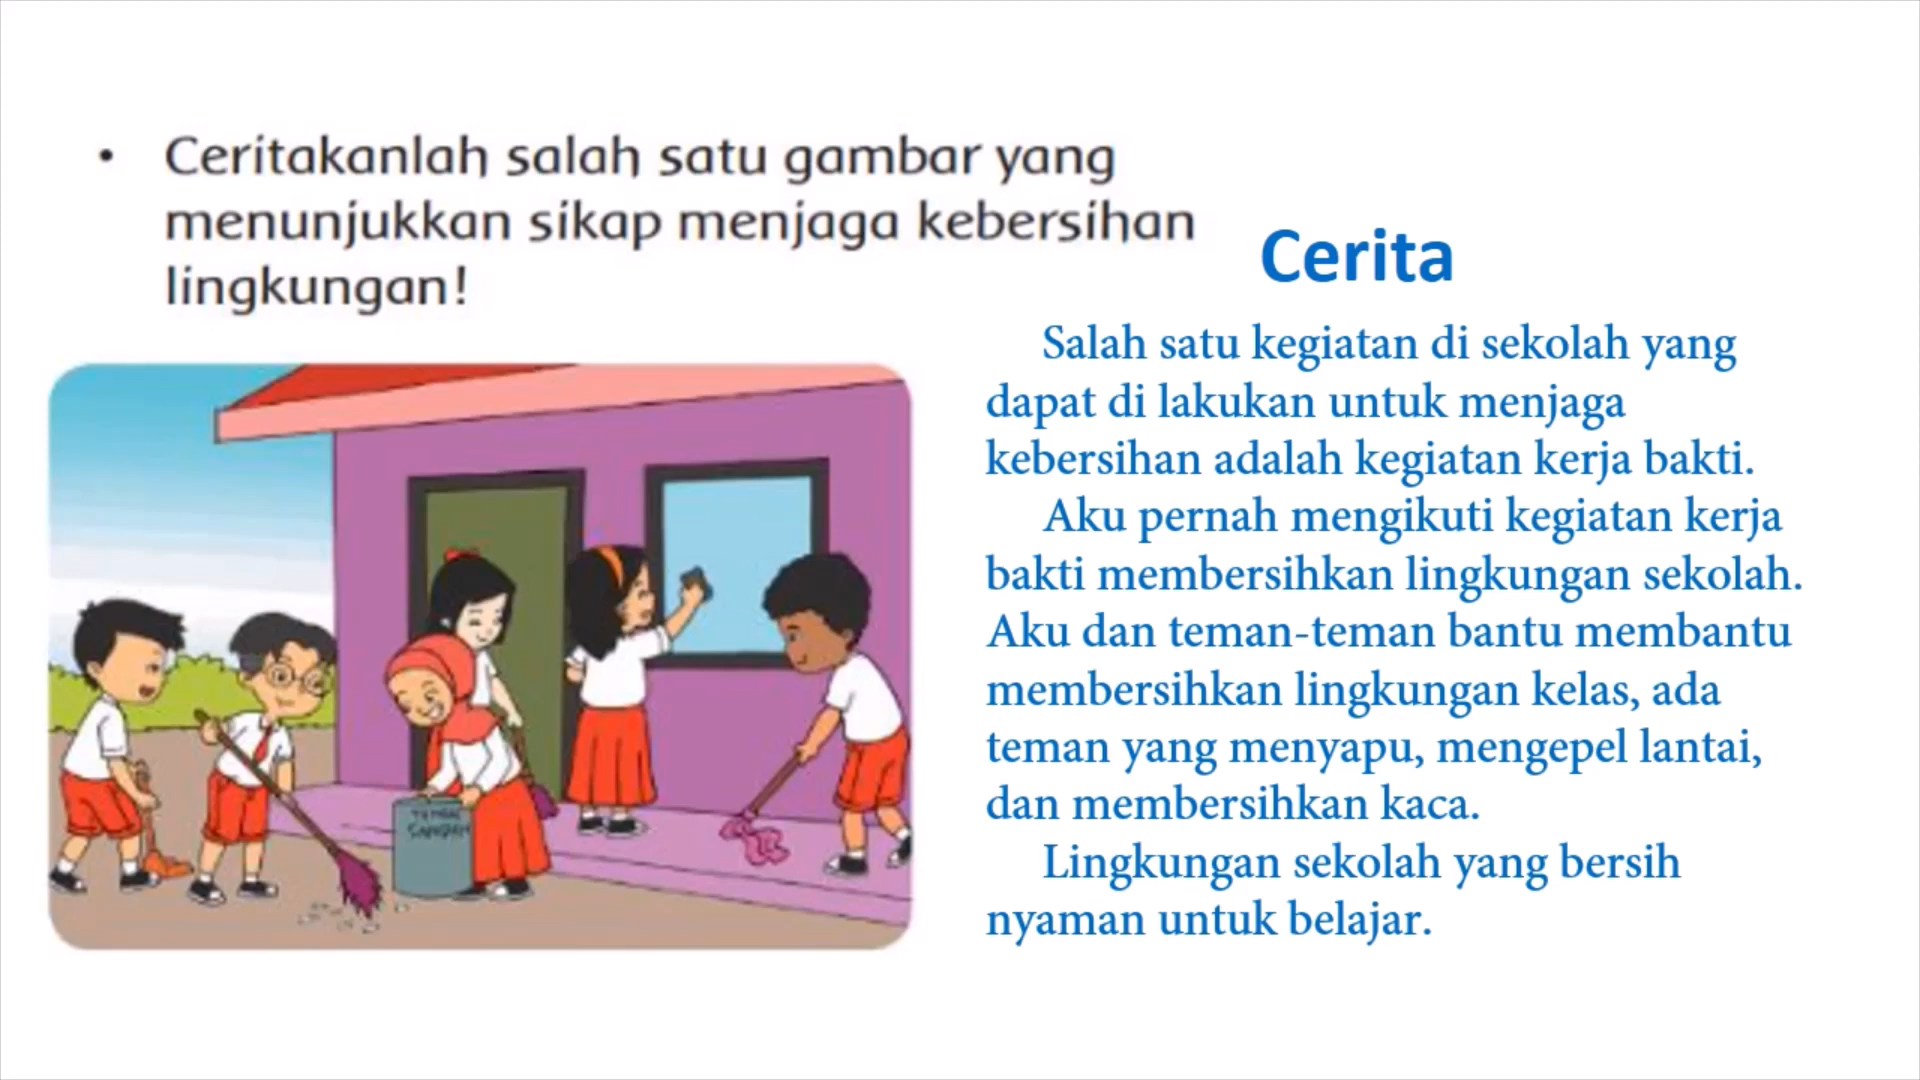 • Ceritakanlah salah satu gambar yang
menunjukkan sikap menjaga kebersihan
lingkungan!
Cerita
Salah satu kegiatan di sekolah yang
dapat di lakukan untuk menjaga
kebersihan adalah kegiatan kerja bakti.
Aku pernah mengikuti kegiatan kerja
bakti membersihkan lingkungan sekolah.
Aku dan teman-teman bantu membantu
membersihkan lingkungan kelas, ada
teman yang menyapu, mengepel lantai,
dan membersihkan kaca.
Lingkungan sekolah yang bersih
nyaman untuk belajar.
SAMPAH